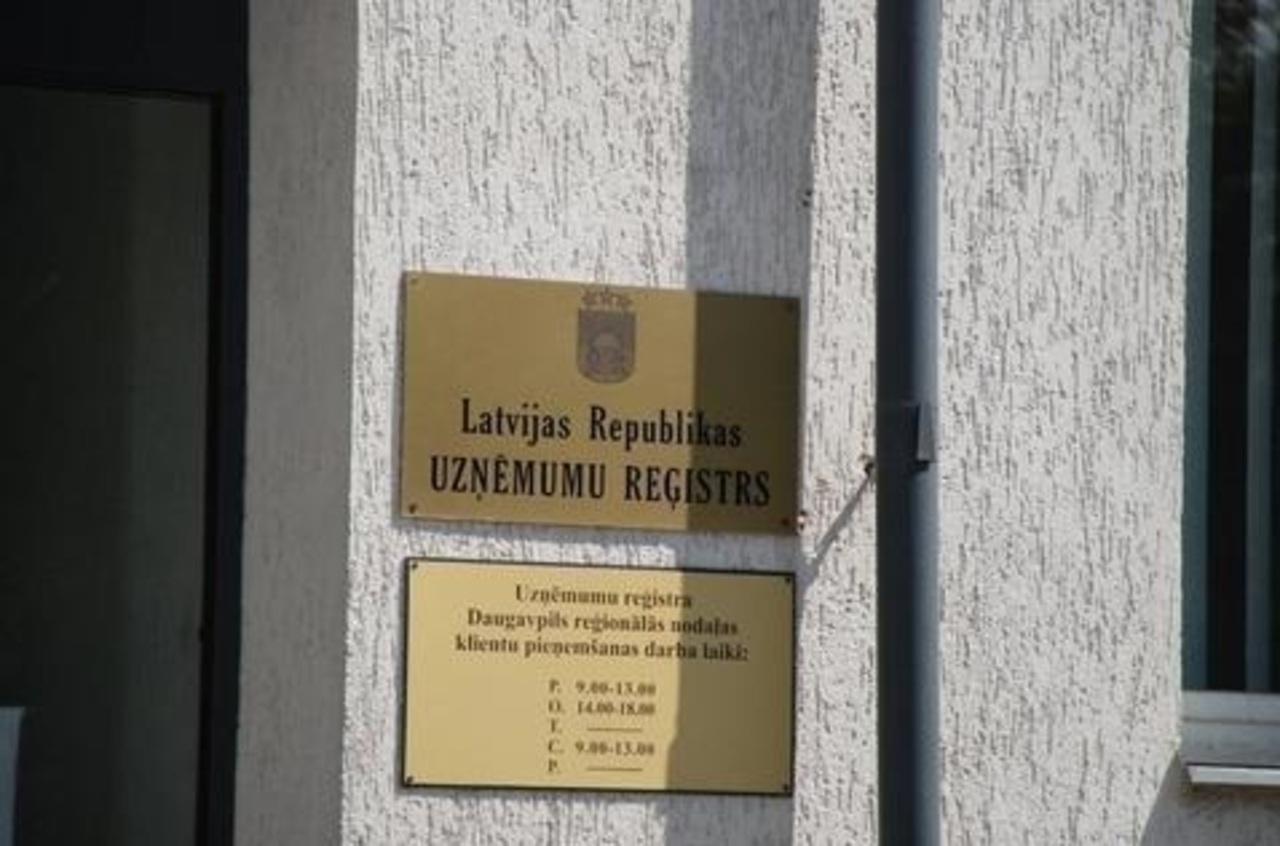 Latvijas Republikas
UZŅĒMUMU REĢISTRS
Uzņēmumu reģistra
Daugavpils reģionālās nodaļas
klientu pieņemšanas darba laiki:
P. 9.00-13.00
O. 14.00-18.00
T. ———
C. 9.00-13.00
P. ———